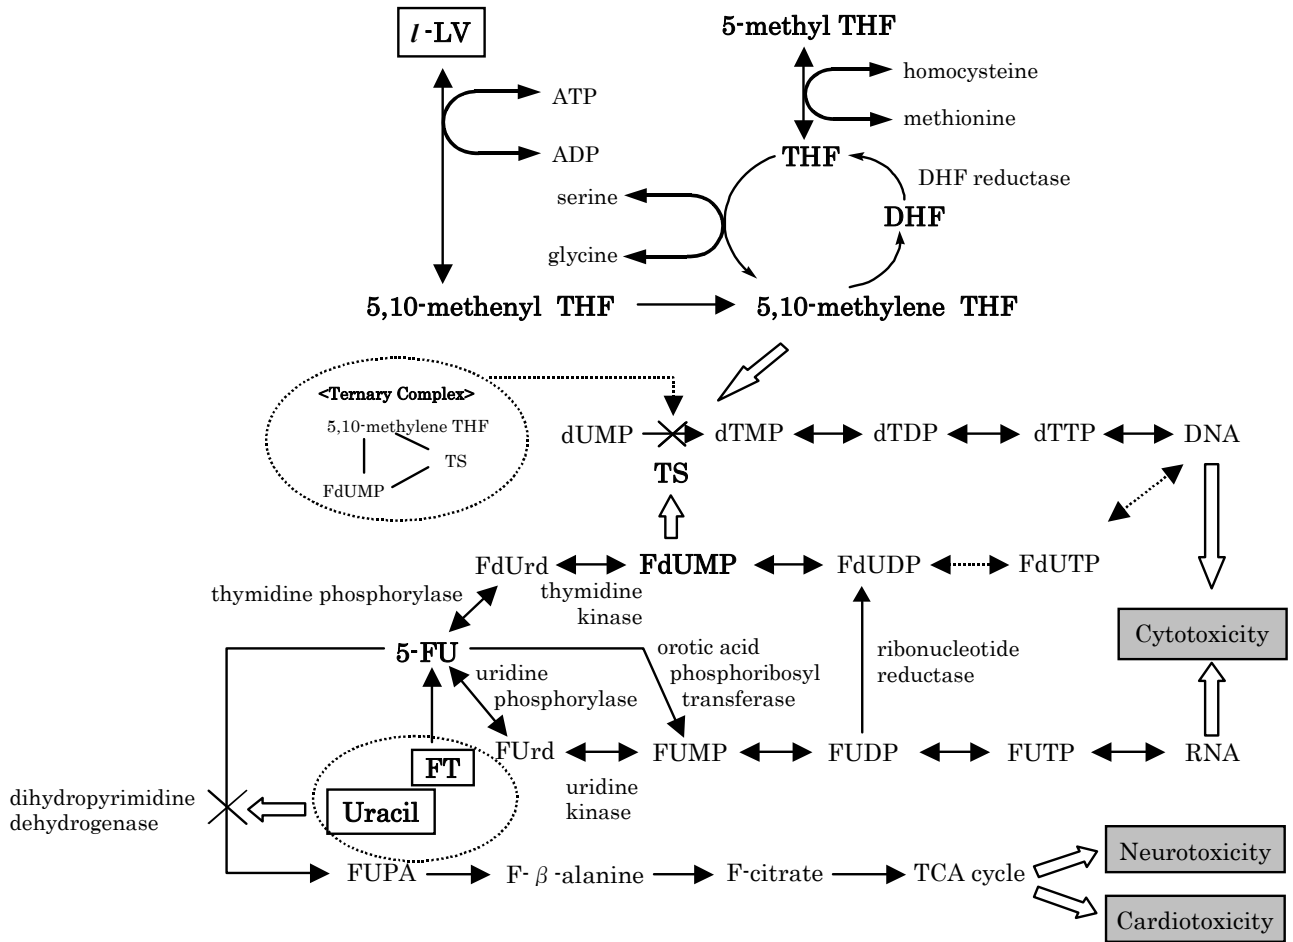 l-LV
5-methyl THF
homocysteine
ATP
methionine
ADP
THF
DHF reductase
serine
DHF
glycine
5,10-methenyl THF
5,10-methylene THF
<Ternary Complex>
5,10-methylene THF
TS
FdUMP
dUMP
dTMP
dTDP
dTTP
DNA
TS
FdUrd
FdUMP
FdUDP
FdUTP
thymidine phosphorylase
thymidine
kinase
Cytotoxicity
5-FU
uridine
phosphorylase
orotic acid
phosphoribosyl
transferase
ribonucleotide
reductase
FUrd
FUMP
FUDP
FUTP
RNA
FT
uridine
kinase
Uracil
dihydropyrimidine
dehydrogenase
FUPA
F-β-alanine
F-citrate
TCA cycle
Neurotoxicity
Cardiotoxicity